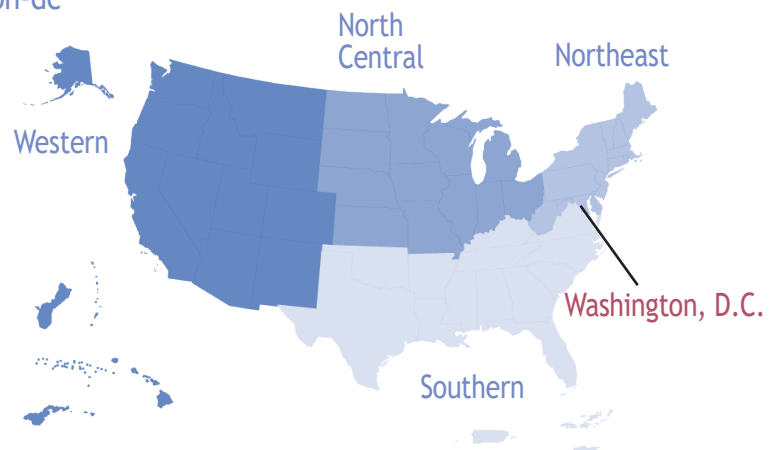 North
Central
Northeast
Western
Washington, D.C.
Southern